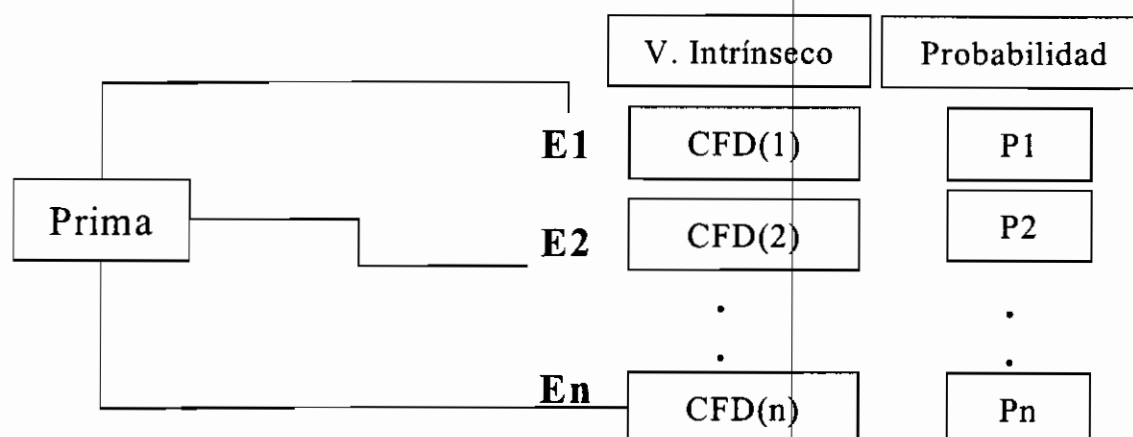 V. Intrínseco Probabilidad
E1 CFD(1) P1
Prima
E2 CFD(2) P2
. .
. .
En CFD(n) Pn